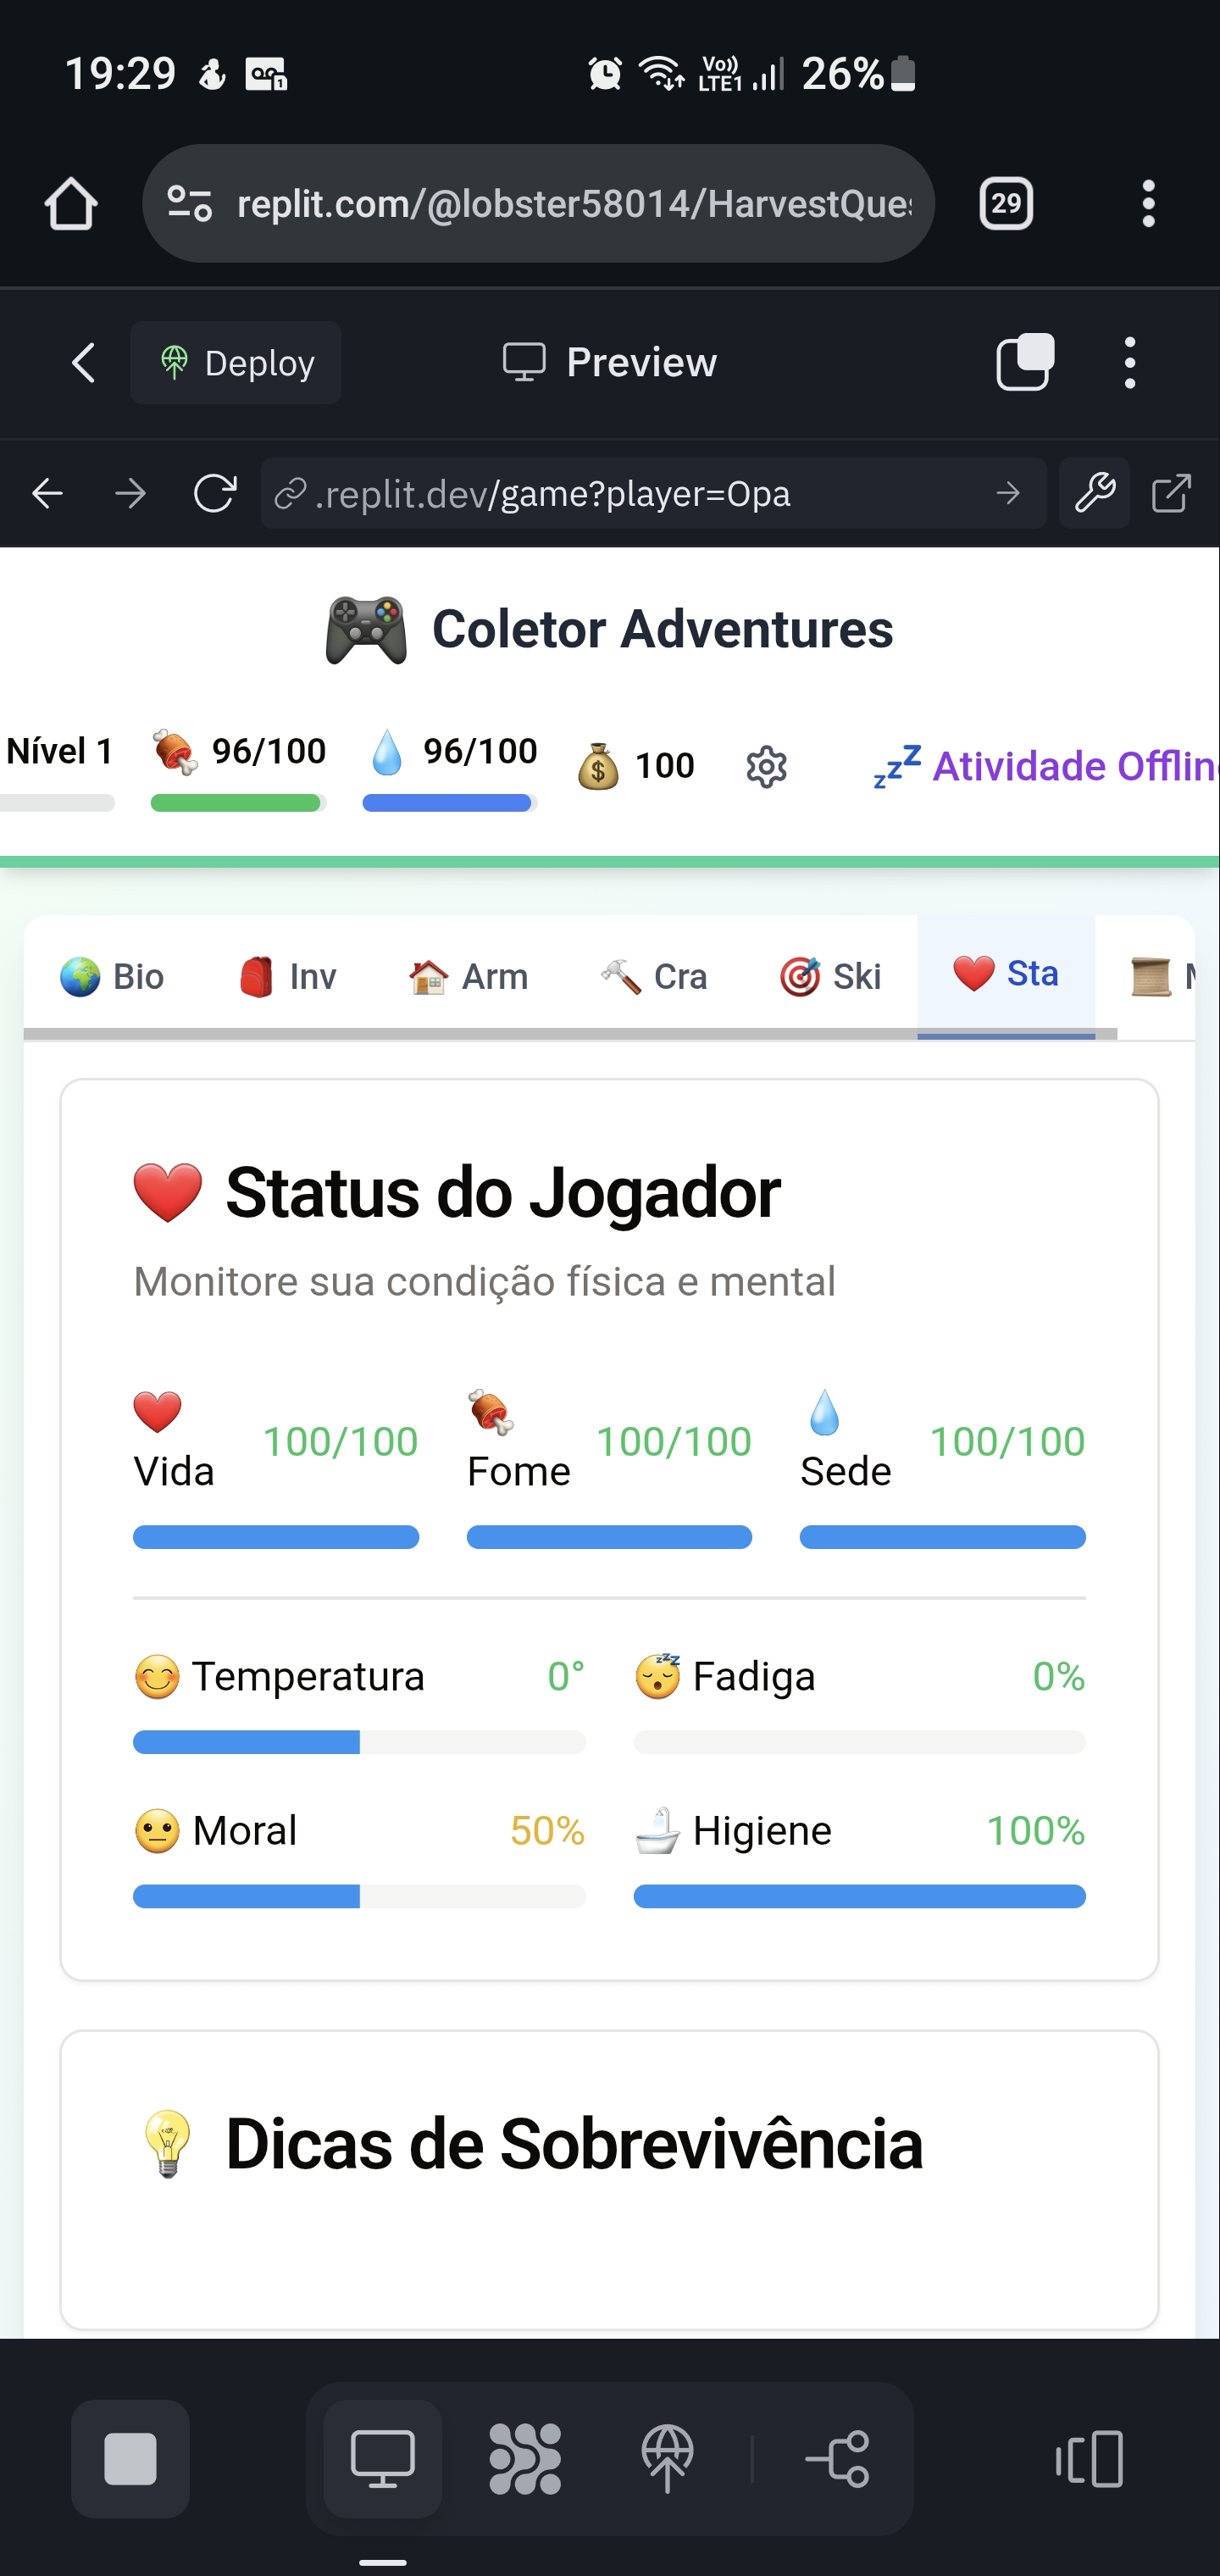 19:29
Vo))
LTE1
26%
replit.com/@lobster58014/HarvestQues
29
Deploy
Preview
.replit.dev/game?player=Opa
Coletor Adventures
Nível 1
96/100
96/100
100
Atividade Offlin
Bio
Inv
Arm
Cra
Ski
Sta
Status do Jogador
Monitore sua condição física e mental
Vida
100/100
Fome
100/100
Sede
100/100
Temperatura
0°
Fadiga
0%
Moral
50%
Higiene
100%
Dicas de Sobrevivência